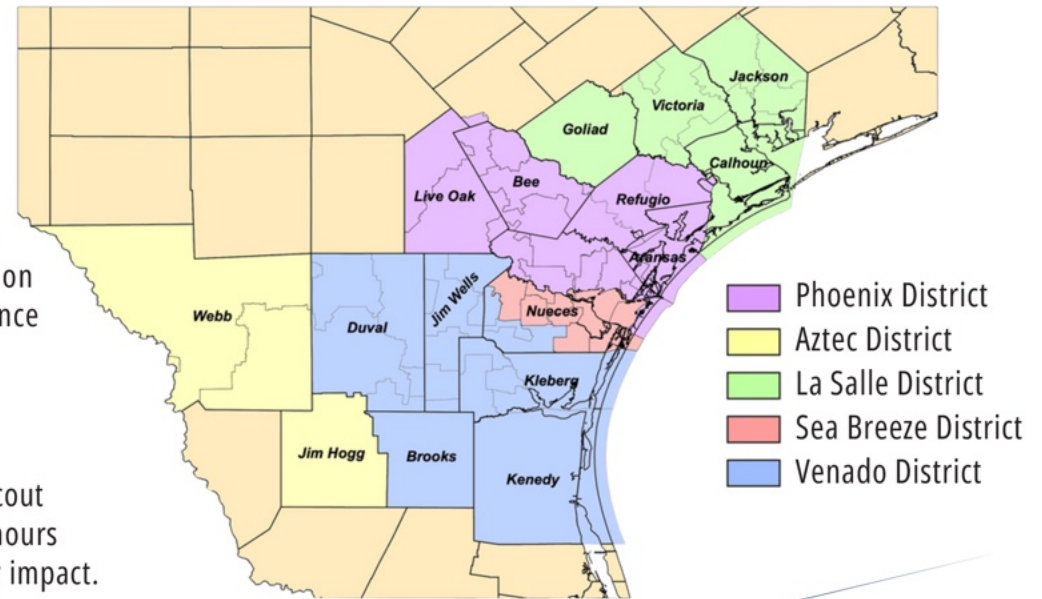 on
nce
cout
hours
impact.
Jackson
Victoria
Goliad
Calhoun
Bee
Live Oak
Refugio
Aransas
Webb
Duval
Jim Wells
Nueces
Kleberg
Jim Hogg
Brooks
Kenedy
Phoenix District
Aztec District
La Salle District
Sea Breeze District
Venado District